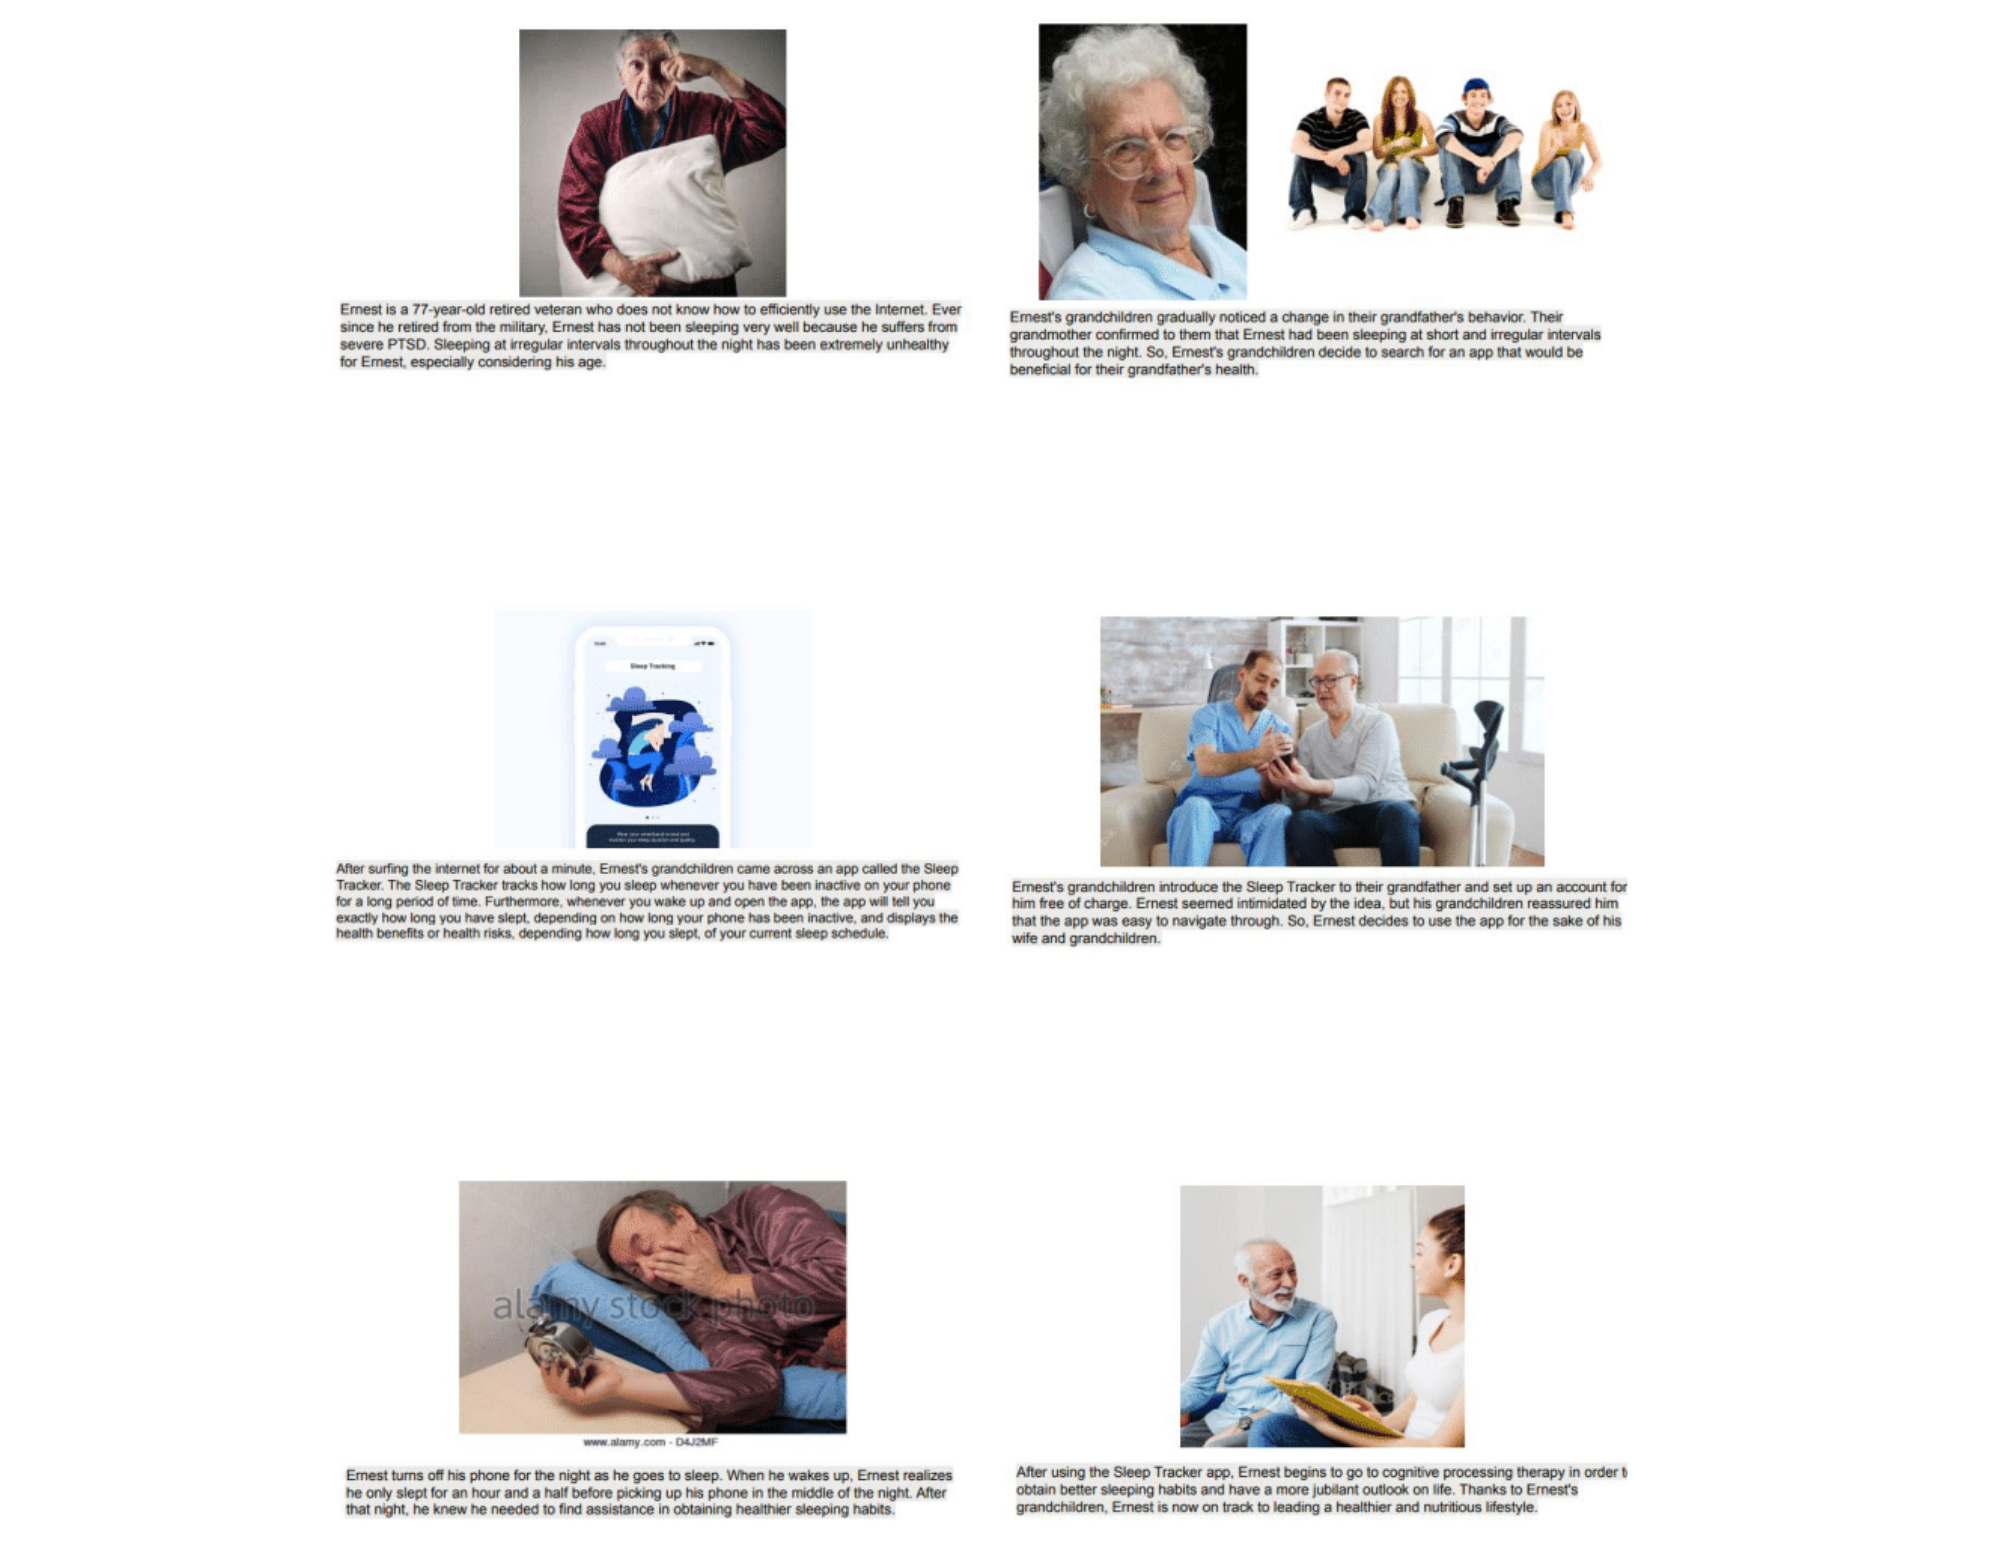 Ernest is a 77-year-old retired veteran who does not know how to efficiently use the Internet. Ever
since he retired from the military, Ernest has not been sleeping very well because he suffers from
severe PTSD. Sleeping at irregular intervals throughout the night has been extremely unhealthy
for Ernest, especially considering his age.
Ernest's grandchildren gradually noticed a change in their grandfather's behavior. Their
grandmother confirmed to them that Ernest had been sleeping at short and irregular intervals
throughout the night. So, Ernest's grandchildren decide to search for an app that would be
beneficial for their grandfather's health.
Sleep Tracking
After surfing the internet for about a minute, Ernest's grandchildren came across an app called the Sleep
Tracker. The Sleep Tracker tracks how long you sleep whenever you have been inactive on your phone
for a long period of time. Furthermore, whenever you wake up and open the app, the app will tell you
exactly how long you have slept, depending on how long your phone has been inactive, and displays the
health benefits or health risks, depending how long you slept, of your current sleep schedule.
Ernest's grandchildren introduce the Sleep Tracker to their grandfather and set up an account for
him free of charge. Ernest seemed intimidated by the idea, but his grandchildren reassured him
that the app was easy to navigate through. So, Ernest decides to use the app for the sake of his
wife and grandchildren.
alamy stock photo
www.alamy.com - D4J2MF
Ernest turns off his phone for the night as he goes to sleep. When he wakes up, Ernest realizes
he only slept for an hour and a half before picking up his phone in the middle of the night. After
that night, he knew he needed to find assistance in obtaining healthier sleeping habits.
After using the Sleep Tracker app, Ernest begins to go to cognitive processing therapy in order t
obtain better sleeping habits and have a more jubilant outlook on life. Thanks to Ernest's
grandchildren, Ernest is now on track to leading a healthier and nutritious lifestyle.